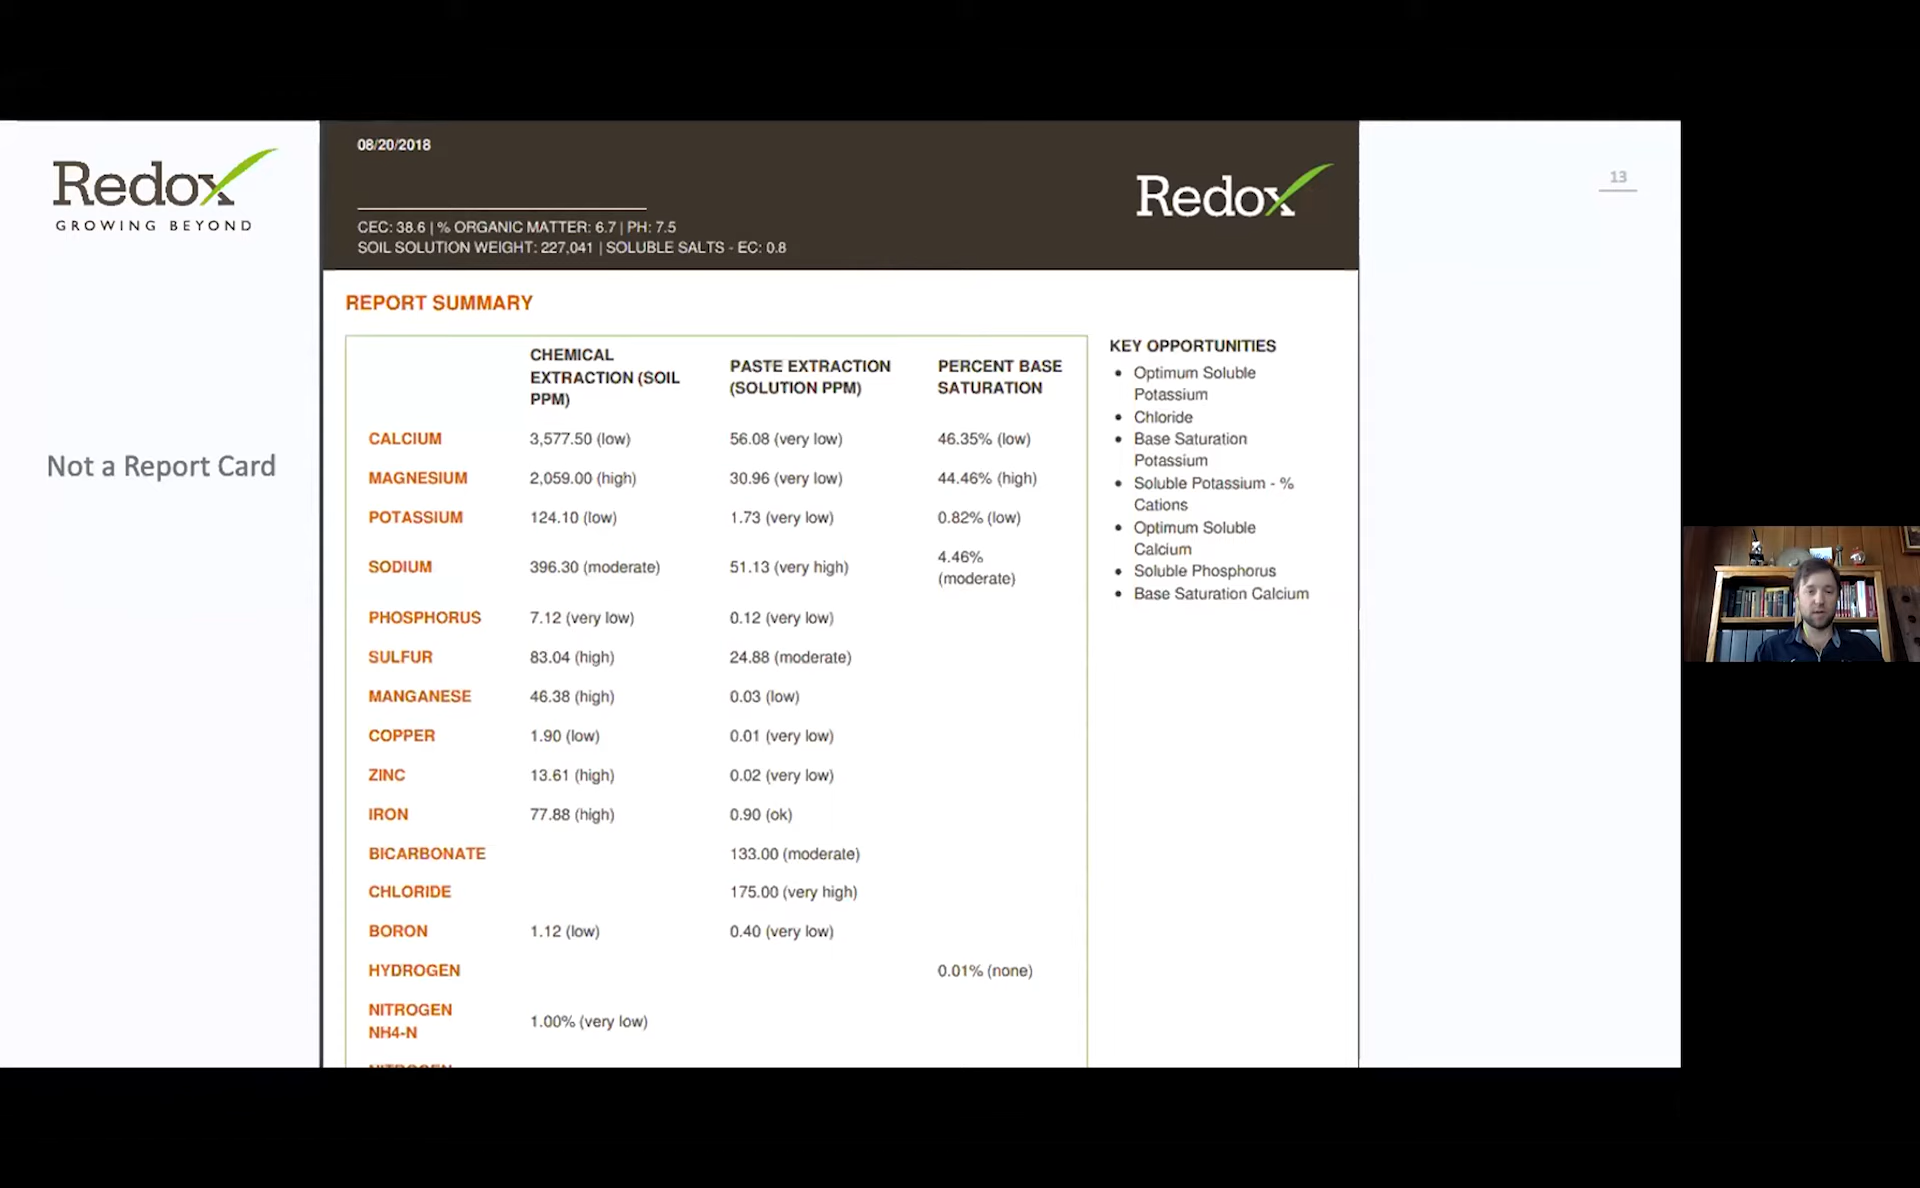 Redox
GROWING BEYOND
Not a Report Card
08/20/2018
CEC: 38.6 | % ORGANIC MATTER: 6.7 | PH: 7.5
SOIL SOLUTION WEIGHT: 227,041 | SOLUBLE SALTS - EC: 0.8
Redox
13
REPORT SUMMARY
CHEMICAL EXTRACTION (SOIL PPM) PASTE EXTRACTION (SOLUTION PPM) PERCENT BASE SATURATION
CALCIUM 3,577.50 (low) 56.08 (very low) 46.35% (low)
MAGNESIUM 2,059.00 (high) 30.96 (very low) 44.46% (high)
POTASSIUM 124.10 (low) 1.73 (very low) 0.82% (low)
SODIUM 396.30 (moderate) 51.13 (very high) 4.46% (moderate)
PHOSPHORUS 7.12 (very low) 0.12 (very low)
SULFUR 83.04 (high) 24.88 (moderate)
MANGANESE 46.38 (high) 0.03 (low)
COPPER 1.90 (low) 0.01 (very low)
ZINC 13.61 (high) 0.02 (very low)
IRON 77.88 (high) 0.90 (ok)
BICARBONATE 133.00 (moderate)
CHLORIDE 175.00 (very high)
BORON 1.12 (low) 0.40 (very low)
HYDROGEN 0.01% (none)
NITROGEN NH4-N 1.00% (very low)
KEY OPPORTUNITIES
• Optimum Soluble
Potassium
• Chloride
• Base Saturation
Potassium
• Soluble Potassium - %
Cations
• Optimum Soluble
Calcium
• Soluble Phosphorus
• Base Saturation Calcium